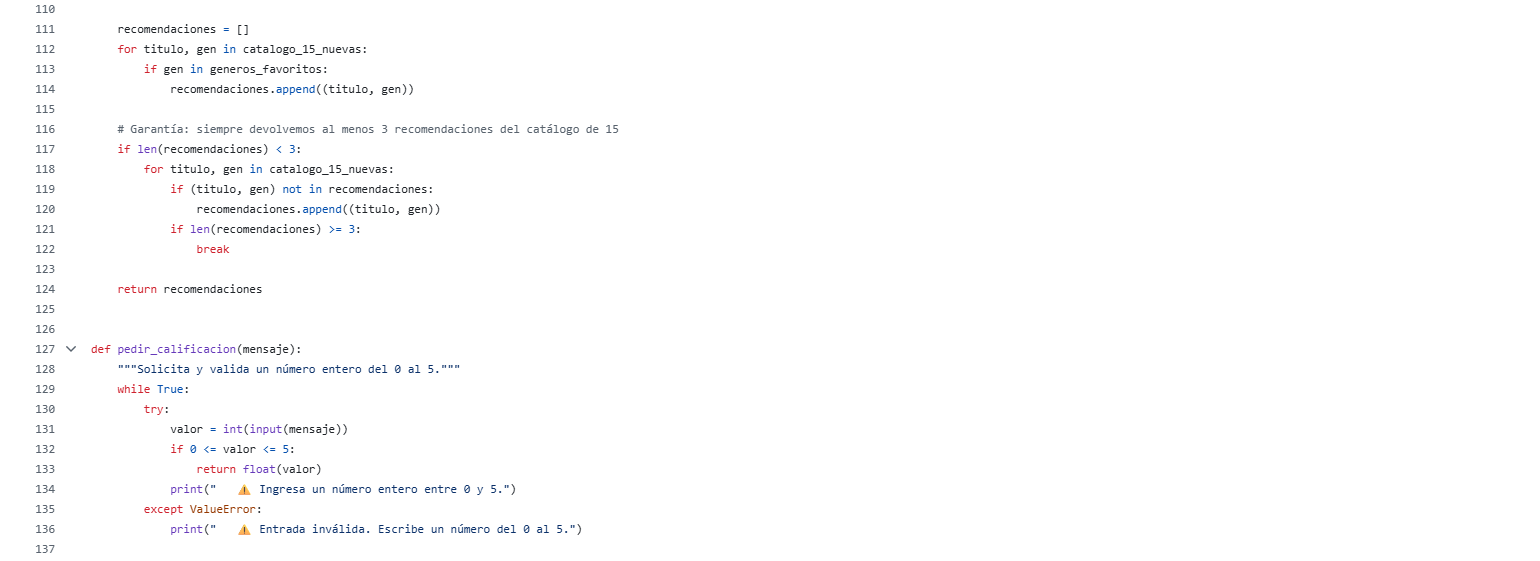 110
111 recomendaciones = []
112 for titulo, gen in catalogo_15_nuevas:
113 if gen in generos_favoritos:
114 recomendaciones.append((titulo, gen))
115
116 # Garantía: siempre devolvemos al menos 3 recomendaciones del catálogo de 15
117 if len(recomendaciones) < 3:
118 for titulo, gen in catalogo_15_nuevas:
119 if (titulo, gen) not in recomendaciones:
120 recomendaciones.append((titulo, gen))
121 if len(recomendaciones) >= 3:
122 break
123
124 return recomendaciones
125
126
127 def pedir_calificacion(mensaje):
128 """Solicita y valida un número entero del 0 al 5."""
129 while True:
130 try:
131 valor = int(input(mensaje))
132 if 0 <= valor <= 5:
133 return float(valor)
134 print("   ⚠️ Ingresa un número entero entre 0 y 5.")
135 except ValueError:
136 print("   ⚠️ Entrada inválida. Escribe un número del 0 al 5.")
137